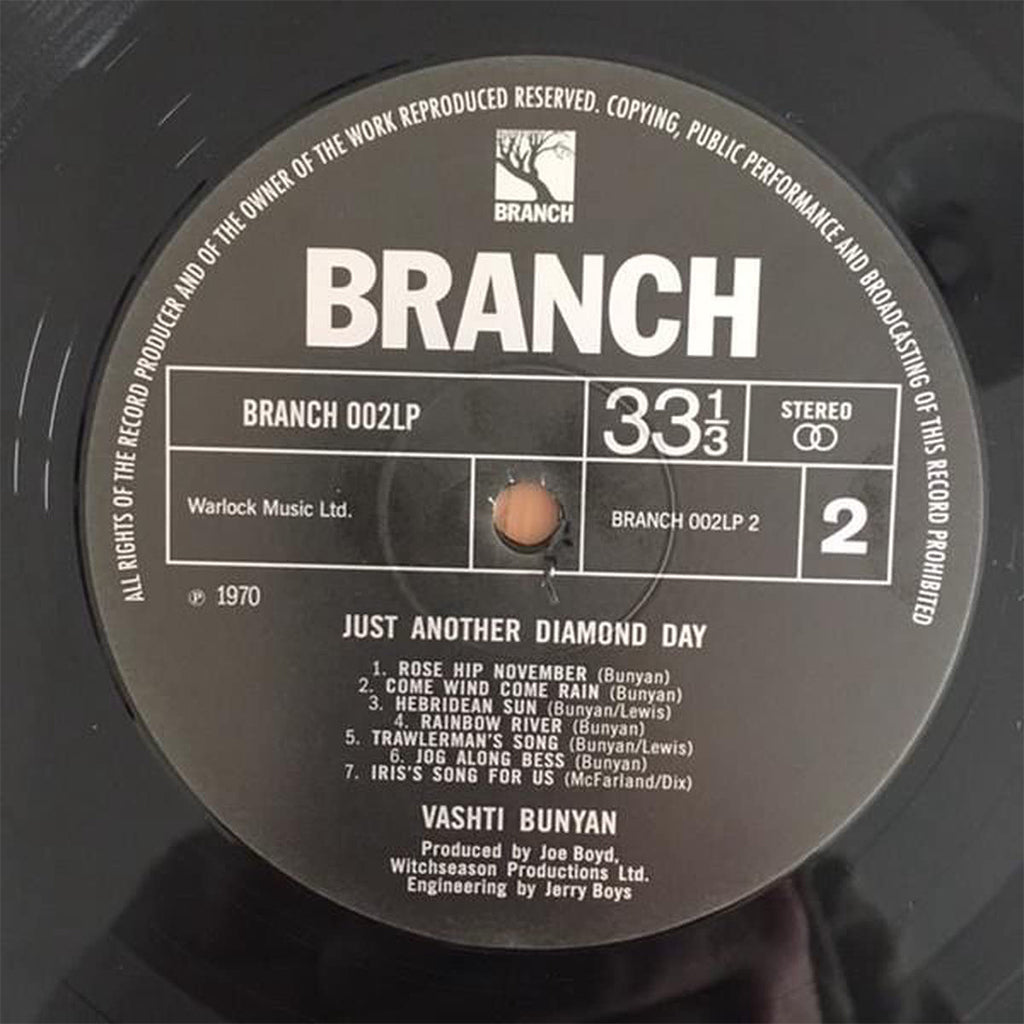 ALL RIGHTS OF THE RECORD PRODUCER AND OF THE OWNER OF THE WORK REPRODUCED RESERVED. COPYING, PUBLIC PERFORMANCE AND BROADCASTING OF THIS RECORD PROHIBITED
BRANCH
BRANCH
BRANCH 002LP
33 1/3
STEREO
Warlock Music Ltd.
BRANCH 002LP 2
2
℗ 1970
JUST ANOTHER DIAMOND DAY
1. ROSE HIP NOVEMBER (Bunyan)
2. COME WIND COME RAIN (Bunyan)
3. HEBRIDEAN SUN (Bunyan/Lewis)
4. RAINBOW RIVER (Bunyan)
5. TRAWLERMAN'S SONG (Bunyan/Lewis)
6. JOG ALONG BESS (Bunyan)
7. IRIS'S SONG FOR US (McFarland/Dix)
VASHTI BUNYAN
Produced by Joe Boyd,
Witchseason Productions Ltd.
Engineering by Jerry Boys